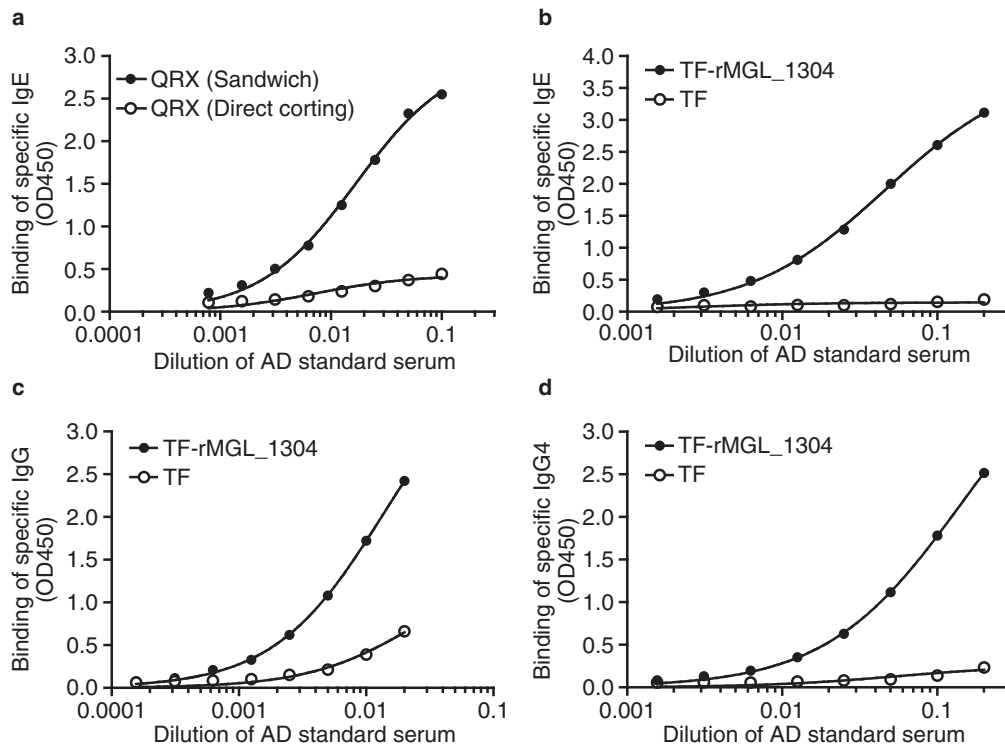 a
3.0
2.5
2.0
1.5
1.0
0.5
0.0
Binding of specific IgE
(OD450)
QRX (Sandwich)
QRX (Direct corting)
0.0001
0.001
0.01
0.1
Dilution of AD standard serum
b
4.0
3.5
3.0
2.5
2.0
1.5
1.0
0.5
0.0
Binding of specific IgE
(OD450)
TF-rMGL_1304
TF
0.001
0.01
0.1
Dilution of AD standard serum
c
3.0
2.5
2.0
1.5
1.0
0.5
0.0
Binding of specific IgG
(OD450)
TF-rMGL_1304
TF
0.0001
0.001
0.01
0.1
Dilution of AD standard serum
d
3.0
2.5
2.0
1.5
1.0
0.5
0.0
Binding of specific IgG4
(OD450)
TF-rMGL_1304
TF
0.001
0.01
0.1
Dilution of AD standard serum